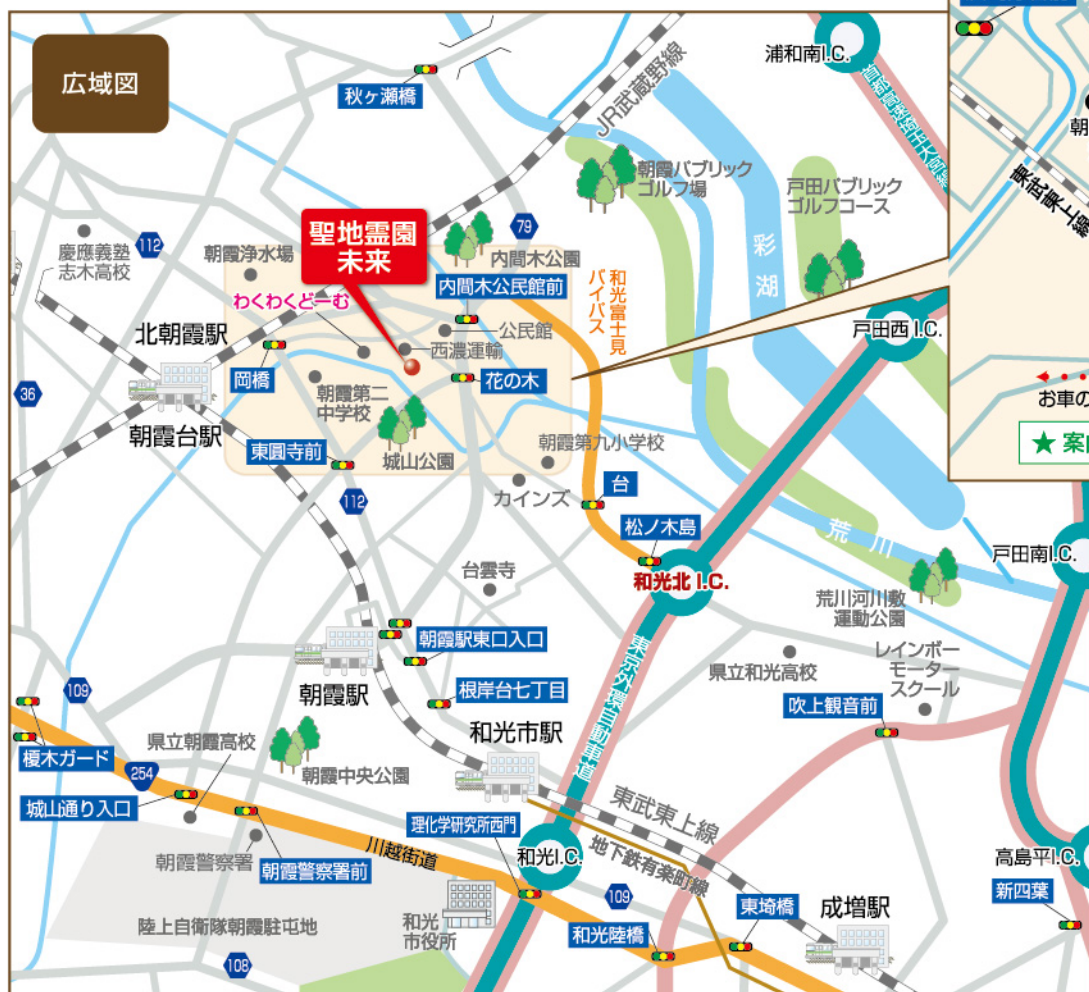 広域図
浦和南I.C.
秋ヶ瀬橋
JR武蔵野線
朝
東武東上線
朝霞パブリック
ゴルフ場
戸田パブリック
ゴルフコース
彩湖
慶應義塾
志木高校
112
朝霞浄水場
聖地霊園
未来
79
内間木公園
内間木公民館前
和光富士見
バイパス
わくわくどーむ
公民館
西濃運輸
北朝霞駅
岡橋
花の木
戸田西I.C.
36
朝霞第二
中学校
お車の
朝霞台駅
東圓寺前
城山公園
朝霞第九小学校
★案
カインズ
台
112
松ノ木島
荒川
戸田南I.C.
和光北I.C.
台雲寺
荒川河川敷
運動公園
朝霞駅東口入口
朝霞駅
東京外環自動車道
県立和光高校
レインボー
モーター
スクール
109
根岸台七丁目
吹上観音前
和光市駅
県立朝霞高校
榎木ガード
朝霞中央公園
254
城山通り入口
東武東上線
理化学研究所西門
川越街道
和光I.C.
地下鉄有楽町線
高島平I.C.
朝霞警察署
朝霞警察署前
新四葉
109
東埼橋
成増駅
陸上自衛隊朝霞駐屯地
和光
市役所
和光陸橋
108